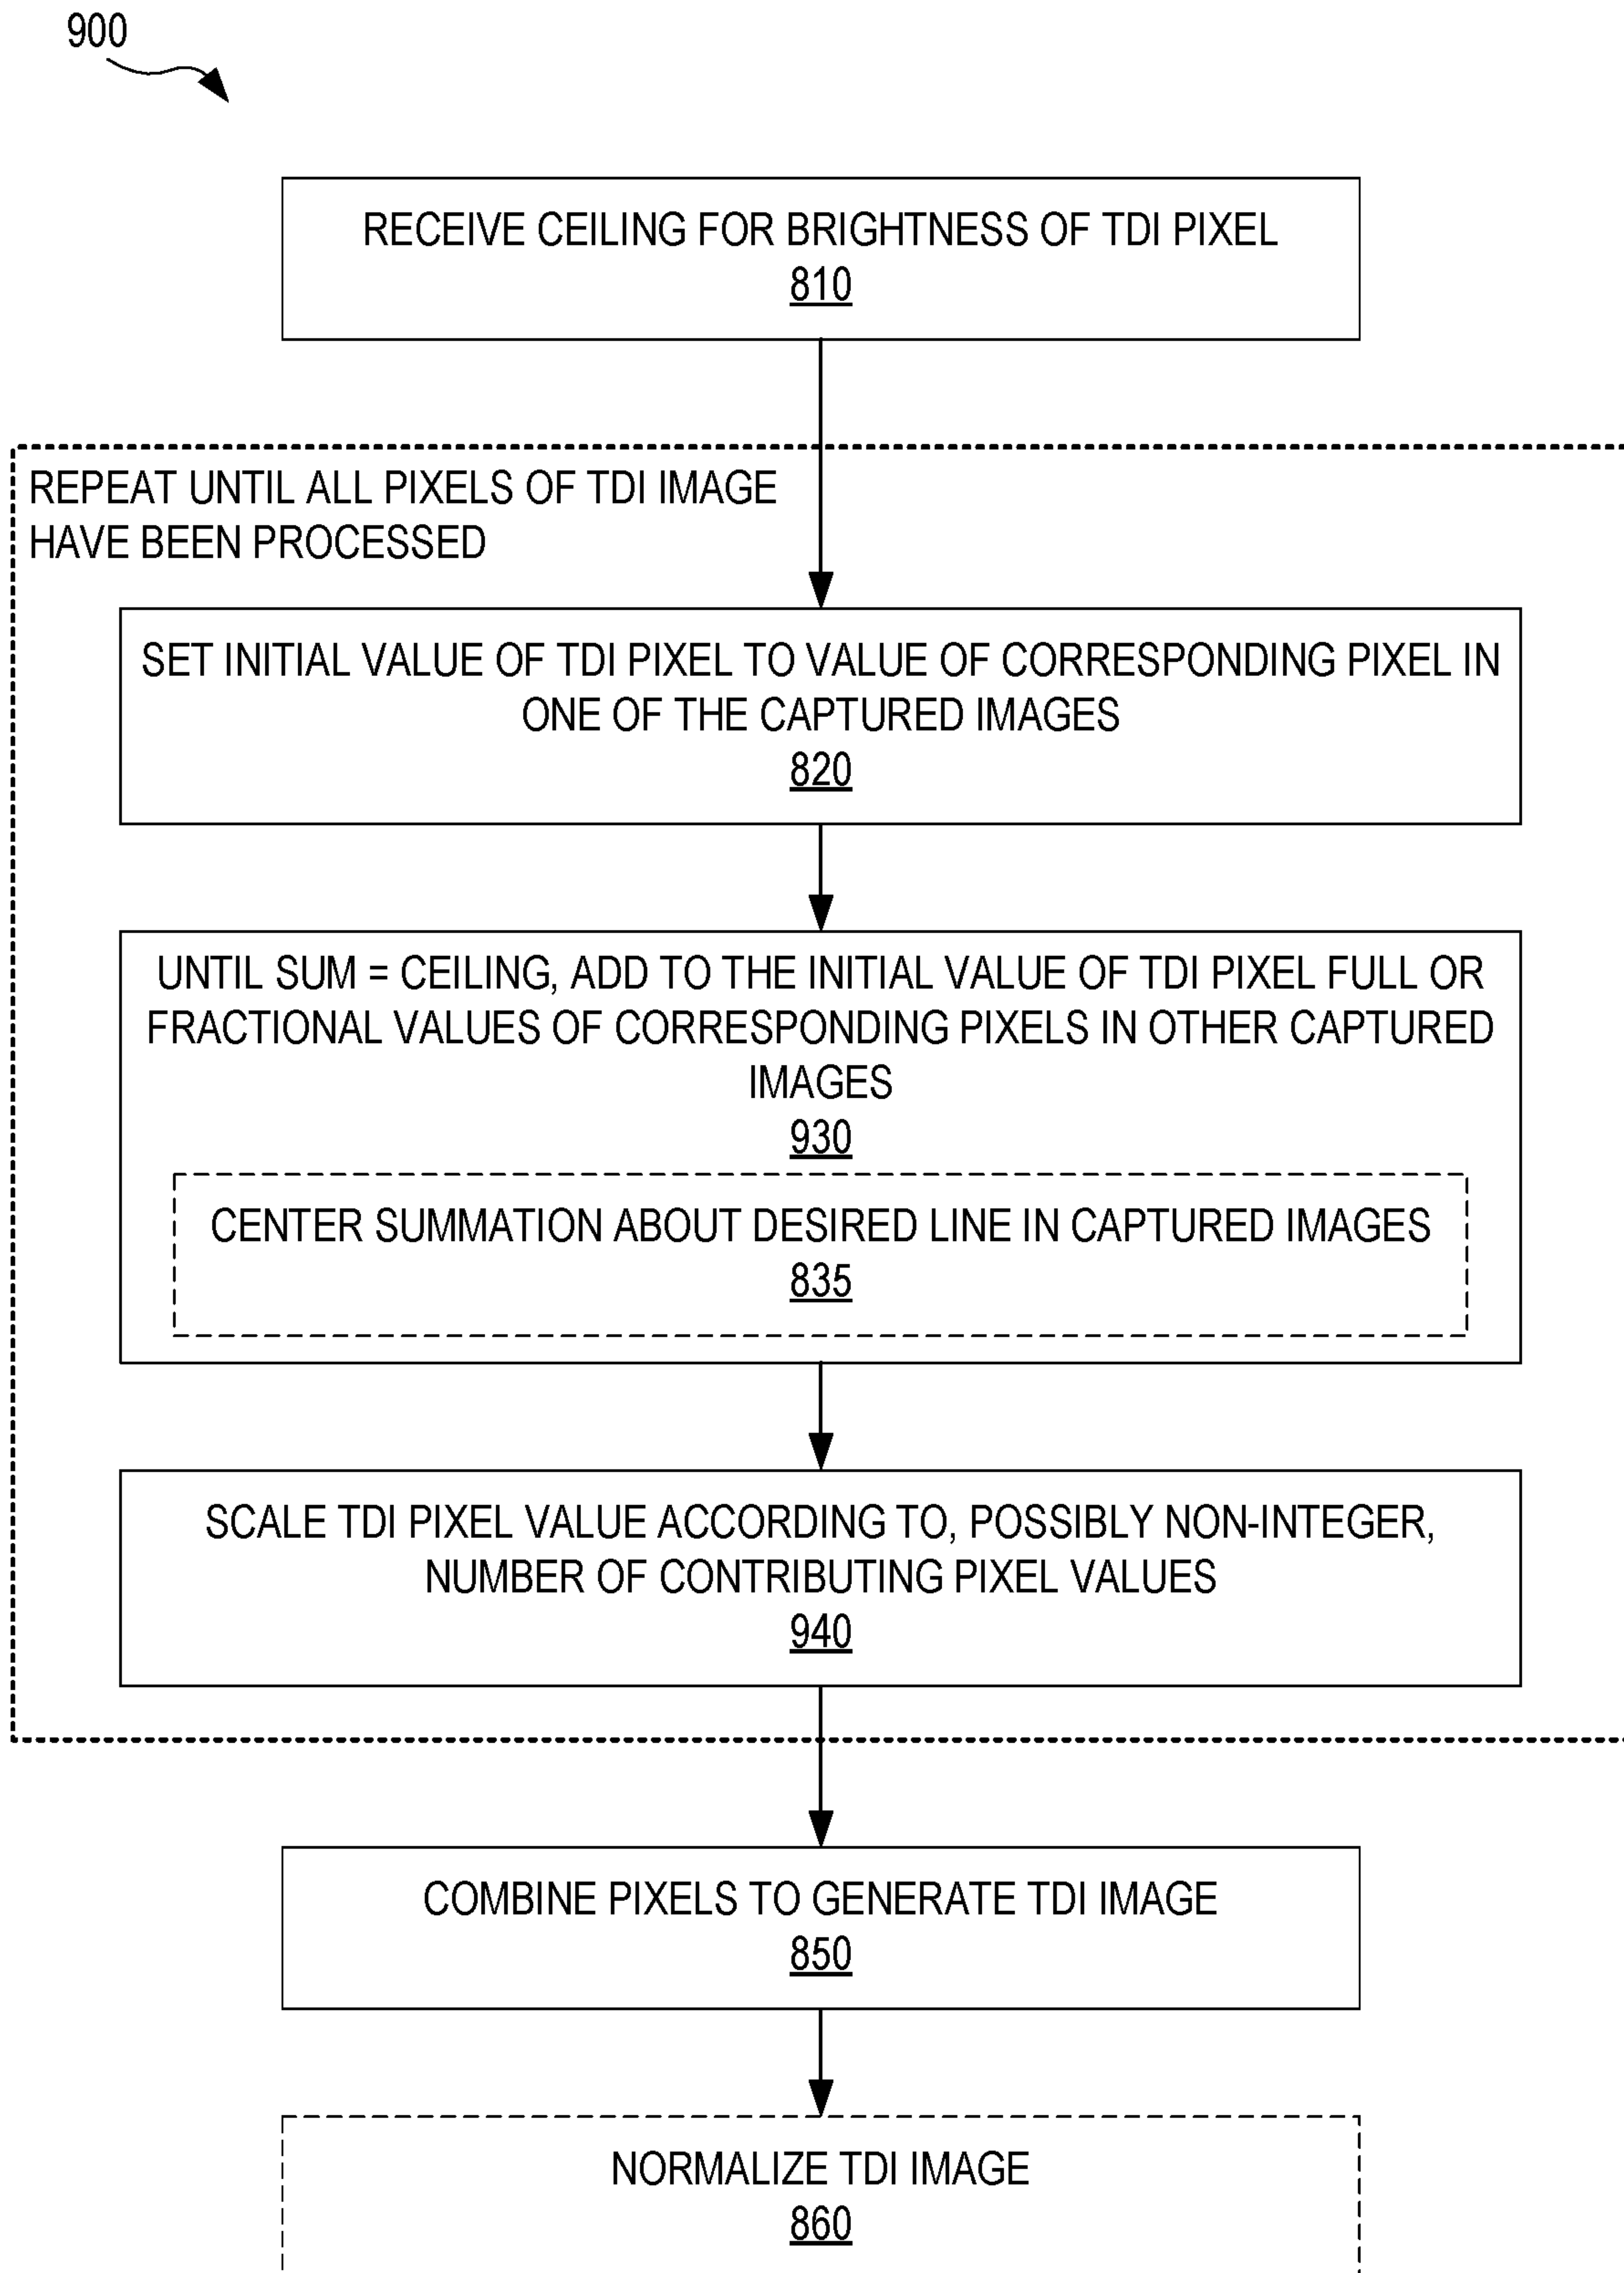 900
RECEIVE CEILING FOR BRIGHTNESS OF TDI PIXEL
810
REPEAT UNTIL ALL PIXELS OF TDI IMAGE
HAVE BEEN PROCESSED
SET INITIAL VALUE OF TDI PIXEL TO VALUE OF CORRESPONDING PIXEL IN
ONE OF THE CAPTURED IMAGES
820
UNTIL SUM = CEILING, ADD TO THE INITIAL VALUE OF TDI PIXEL FULL OR
FRACTIONAL VALUES OF CORRESPONDING PIXELS IN OTHER CAPTURED
IMAGES
930
CENTER SUMMATION ABOUT DESIRED LINE IN CAPTURED IMAGES
835
SCALE TDI PIXEL VALUE ACCORDING TO, POSSIBLY NON-INTEGER,
NUMBER OF CONTRIBUTING PIXEL VALUES
940
COMBINE PIXELS TO GENERATE TDI IMAGE
850
NORMALIZE TDI IMAGE
860